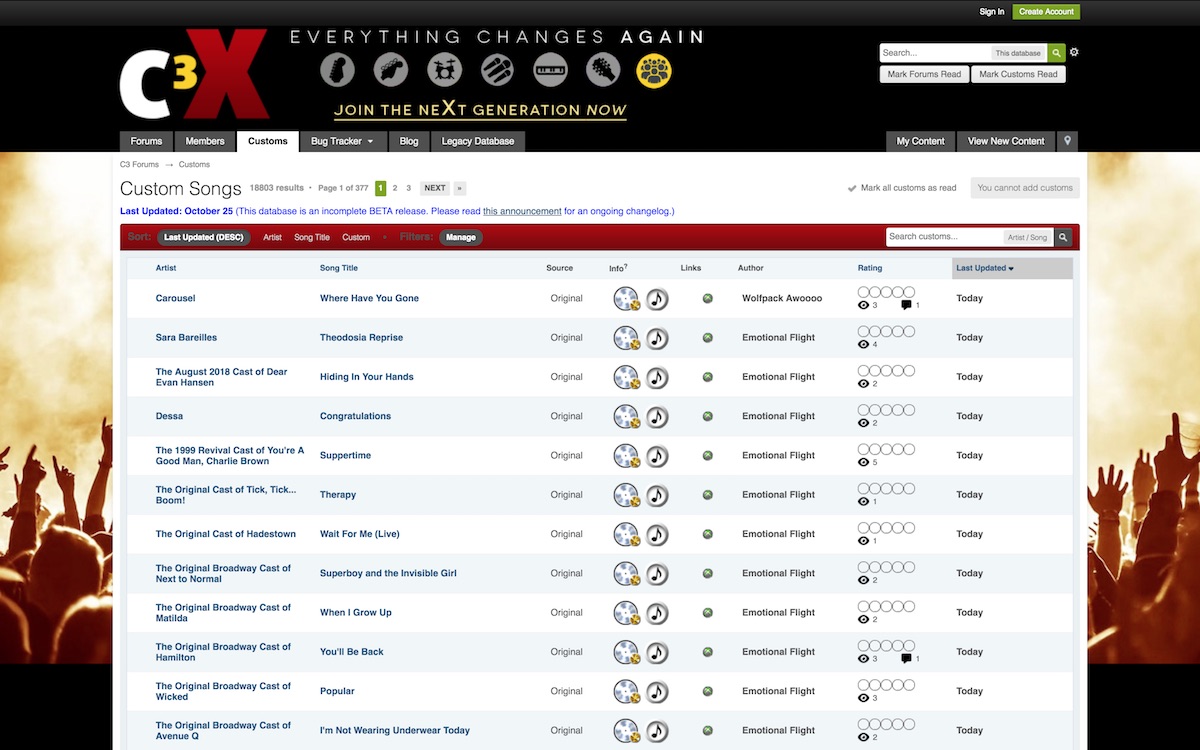 Sign In Create Account
C3X
EVERYTHING CHANGES AGAIN
JOIN THE NEXT GENERATION NOW
Search... This database
Mark Forums Read Mark Customs Read
Forums Members Customs Bug Tracker Blog Legacy Database My Content View New Content
C3 Forums → Customs
Custom Songs 18803 results • Page 1 of 377 1 2 3 NEXT »
Mark all customs as read You cannot add customs
Last Updated: October 25 (This database is an incomplete BETA release. Please read this announcement for an ongoing changelog.)
Sort: Last Updated (DESC) Artist Song Title Custom • Filters: Manage Search customs... Artist / Song
Artist Song Title Source Info? Links Author Rating Last Updated
Carousel Where Have You Gone Original Wolfpack Awoooo 3 1 Today
Sara Bareilles Theodosia Reprise Original Emotional Flight 4 Today
The August 2018 Cast of Dear
Evan Hansen Hiding In Your Hands Original Emotional Flight 2 Today
Dessa Congratulations Original Emotional Flight 2 Today
The 1999 Revival Cast of You're A
Good Man, Charlie Brown Suppertime Original Emotional Flight 5 Today
The Original Cast of Tick, Tick...
Boom! Therapy Original Emotional Flight 1 Today
The Original Cast of Hadestown Wait For Me (Live) Original Emotional Flight 1 Today
The Original Broadway Cast of
Next to Normal Superboy and the Invisible Girl Original Emotional Flight 2 Today
The Original Broadway Cast of
Matilda When I Grow Up Original Emotional Flight 2 Today
The Original Broadway Cast of
Hamilton You'll Be Back Original Emotional Flight 3 1 Today
The Original Broadway Cast of
Wicked Popular Original Emotional Flight 3 Today
The Original Broadway Cast of
Avenue Q I'm Not Wearing Underwear Today Original Emotional Flight 2 Today